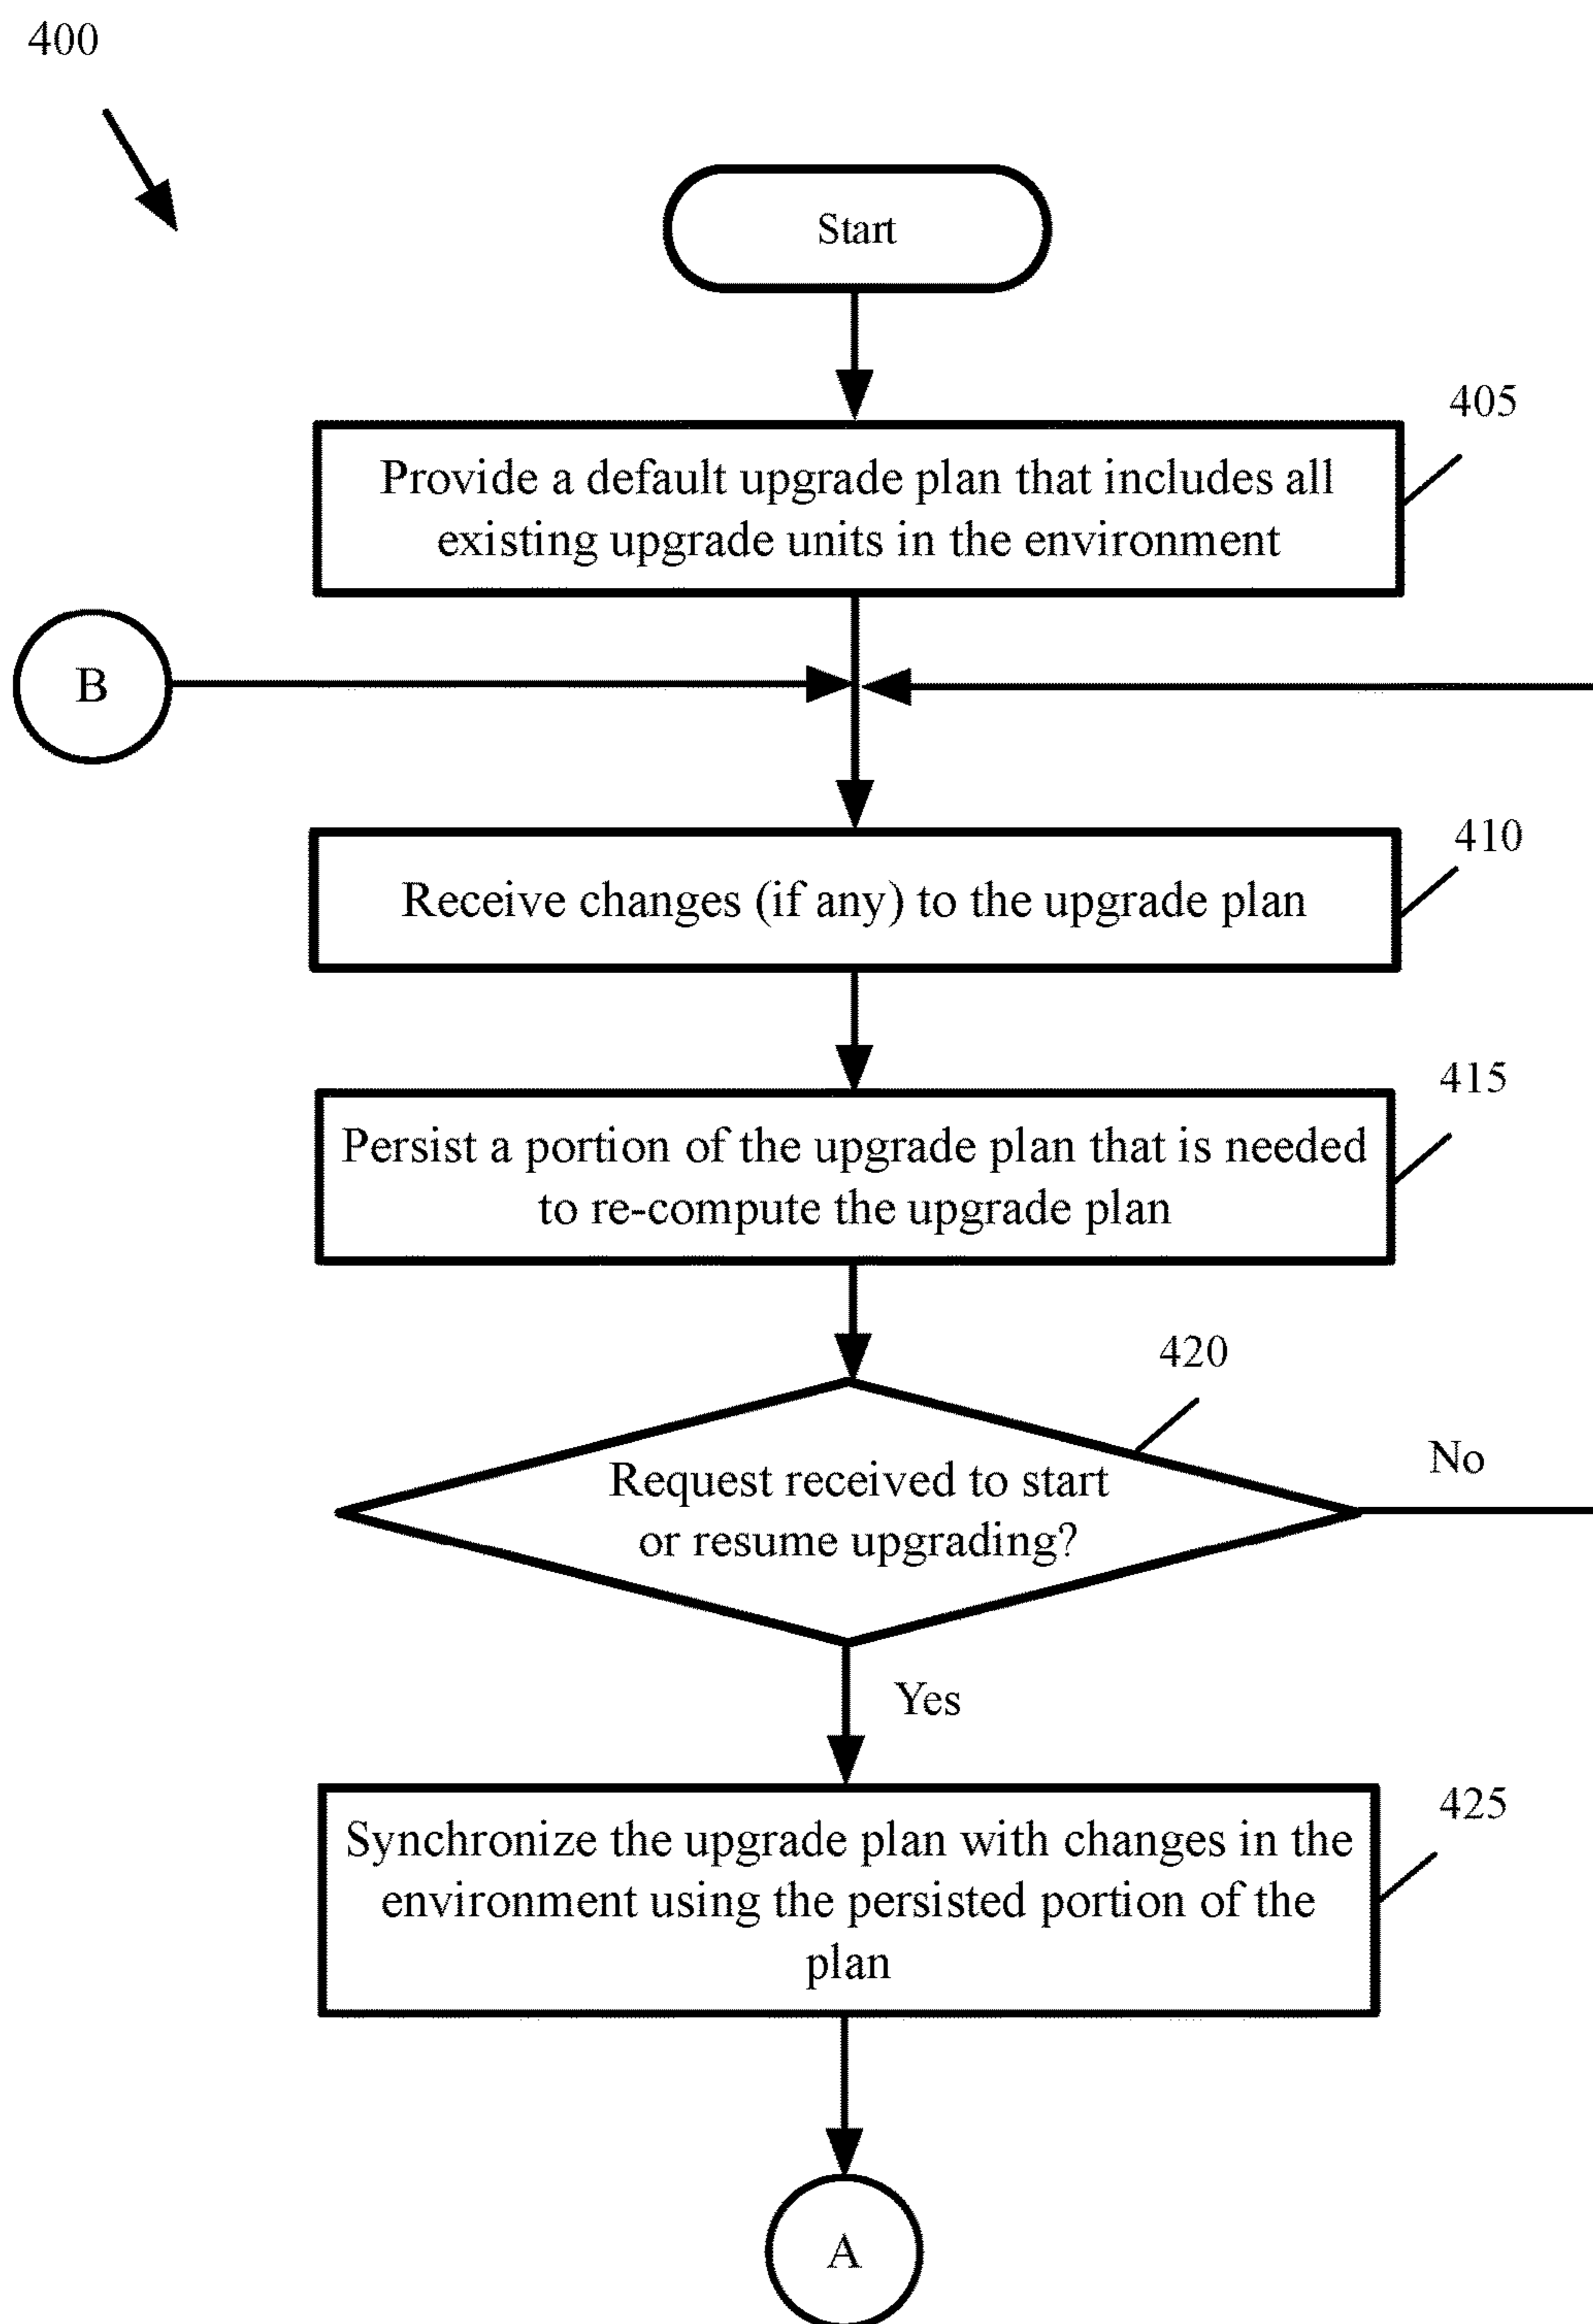 400
Start
405
Provide a default upgrade plan that includes all
existing upgrade units in the environment
B
410
Receive changes (if any) to the upgrade plan
415
Persist a portion of the upgrade plan that is needed
to re-compute the upgrade plan
420
Request received to start
or resume upgrading?
No
Yes
425
Synchronize the upgrade plan with changes in the
environment using the persisted portion of the
plan
A